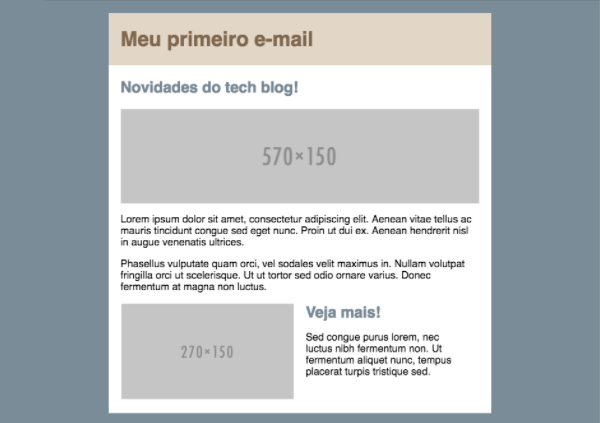 Meu primeiro e-mail
Novidades do tech blog!
570×150
Lorem ipsum dolor sit amet, consectetur adipiscing elit. Aenean vitae tellus ac
mauris tincidunt congue sed eget nunc. Proin ut dui ex. Aenean hendrerit nisl
in augue venenatis ultrices.
Phasellus vulputate quam orci, vel sodales velit maximus in. Nullam volutpat
fringilla orci ut scelerisque. Ut ut tortor sed odio ornare varius. Donec
fermentum at magna non luctus.
270×150
Veja mais!
Sed congue purus lorem, nec
luctus nibh fermentum non. Ut
fermentum aliquet nunc, tempus
placerat turpis tristique sed.